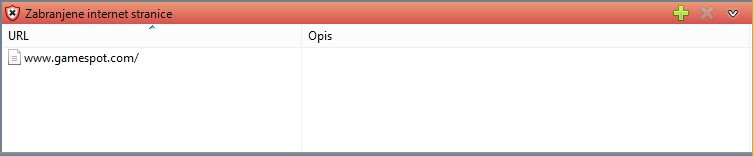 Zabranjene internet stranice
URL Opis
www.gamespot.com/